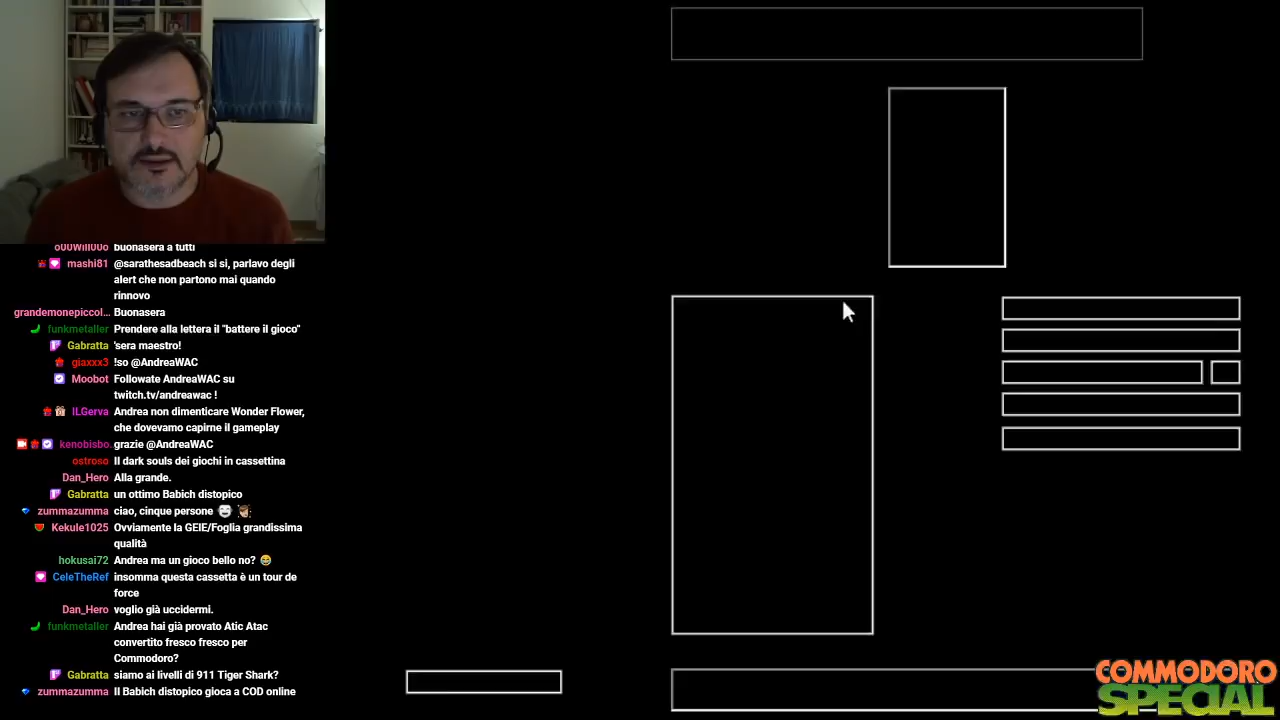 o00Will00o buonasera a tutti
mashi81 @sarathesadbeach si si, parlavo degli
alert che non partono mai quando
rinnovo
grandemonepiccol... Buonasera
funkmetaller Prendere alla lettera il "battere il gioco"
Gabratta 'sera maestro!
giaxxx3 !so @AndreaWAC
Moobot Followate AndreaWAC su
twitch.tv/andreawac !
ILGerva Andrea non dimenticare Wonder Flower,
che dovevamo capirne il gameplay
kenobisbo. grazie @AndreaWAC
ostroso Il dark souls dei giochi in cassettina
Dan_Hero Alla grande.
Gabratta un ottimo Babich distopico
zummazumma ciao, cinque persone
Kekule1025 Ovviamente la GEIE/Foglia grandissima
qualità
hokusai72 Andrea ma un gioco bello no?
CeleTheRef insomma questa cassetta è un tour de
force
Dan_Hero voglio già uccidermi.
funkmetaller Andrea hai già provato Atic Atac
convertito fresco fresco per
Commodoro?
Gabratta siamo ai livelli di 911 Tiger Shark?
zummazumma Il Babich distopico gioca a COD online
COMMODORO
SPECIAL